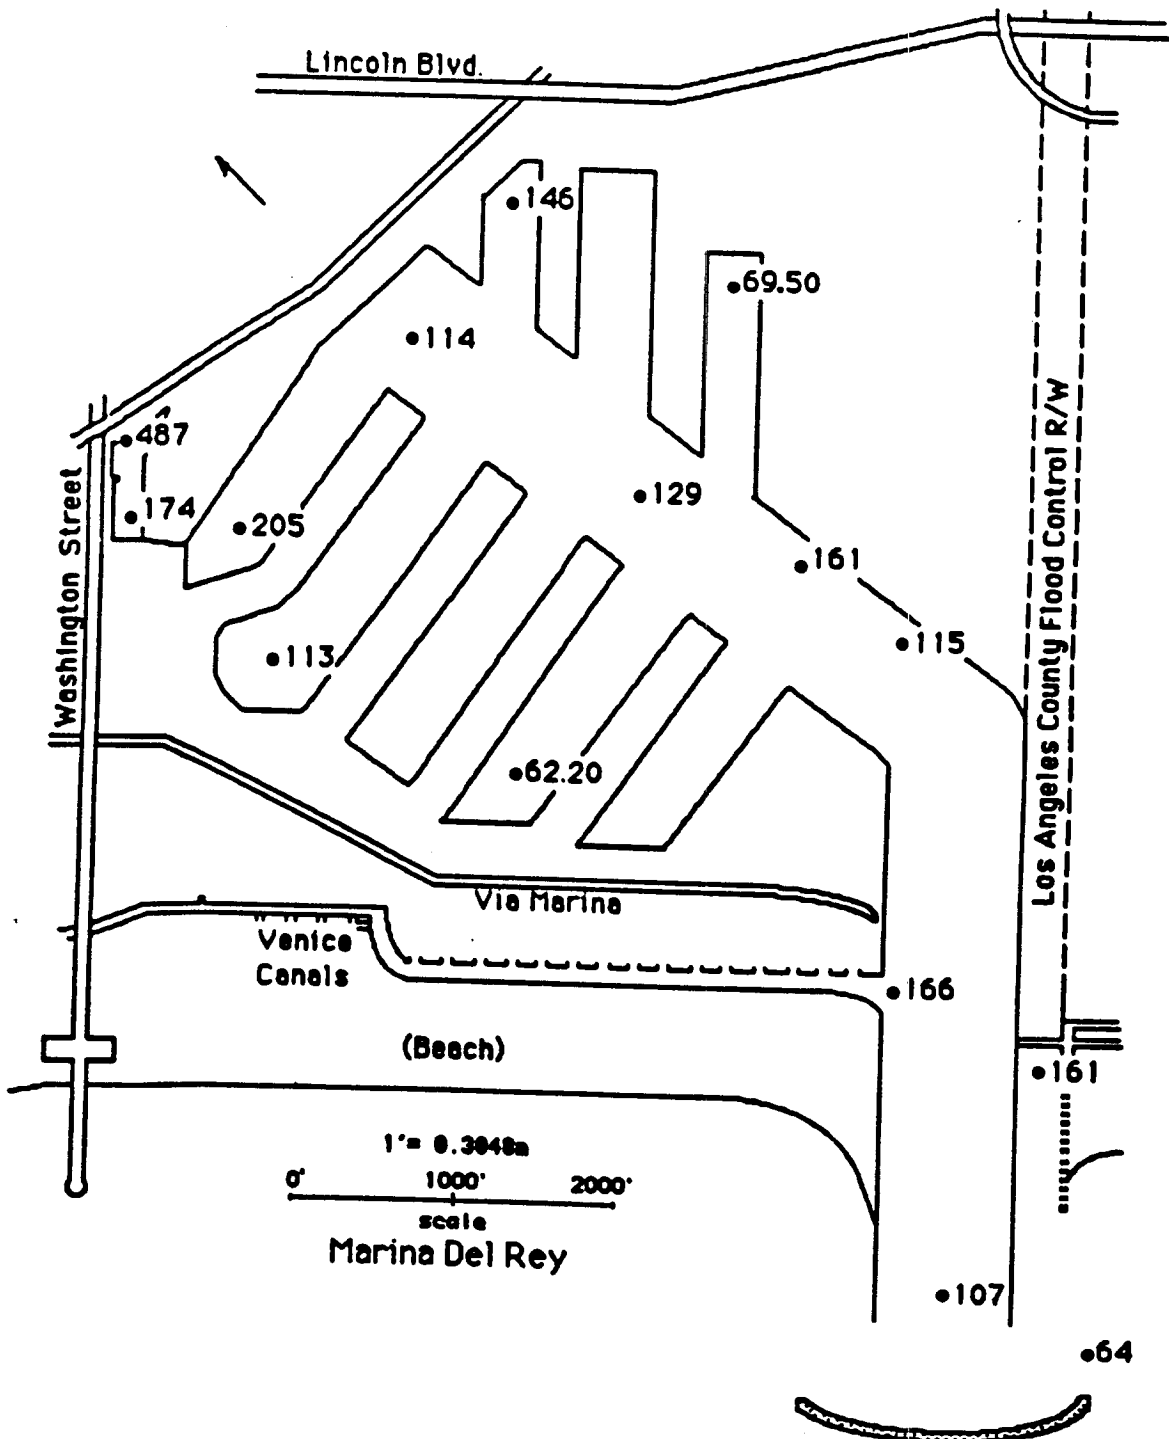 Lincoln Blvd.
146
69.50
114
487
174
205
129
161
115
113
62.20
Washington Street
Los Angeles County Flood Control R/W
Via Marina
Venice
Canals
166
(Beach)
161
1'= 0.3048m
0' 1000' 2000'
scale
Marina Del Rey
107
64